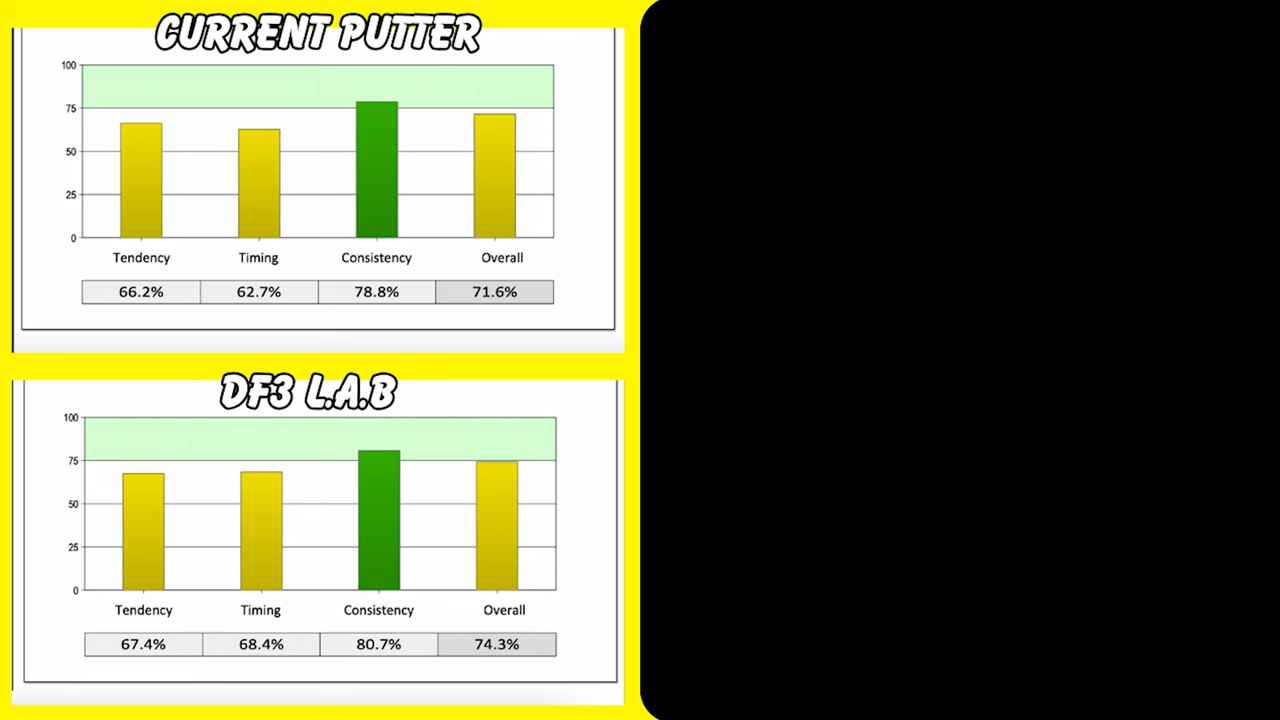 CURRENT PUTTER
100
75
50
25
0
Tendency Timing Consistency Overall
66.2% 62.7% 78.8% 71.6%
DF3 L.A.B
100
75
50
25
0
Tendency Timing Consistency Overall
67.4% 68.4% 80.7% 74.3%